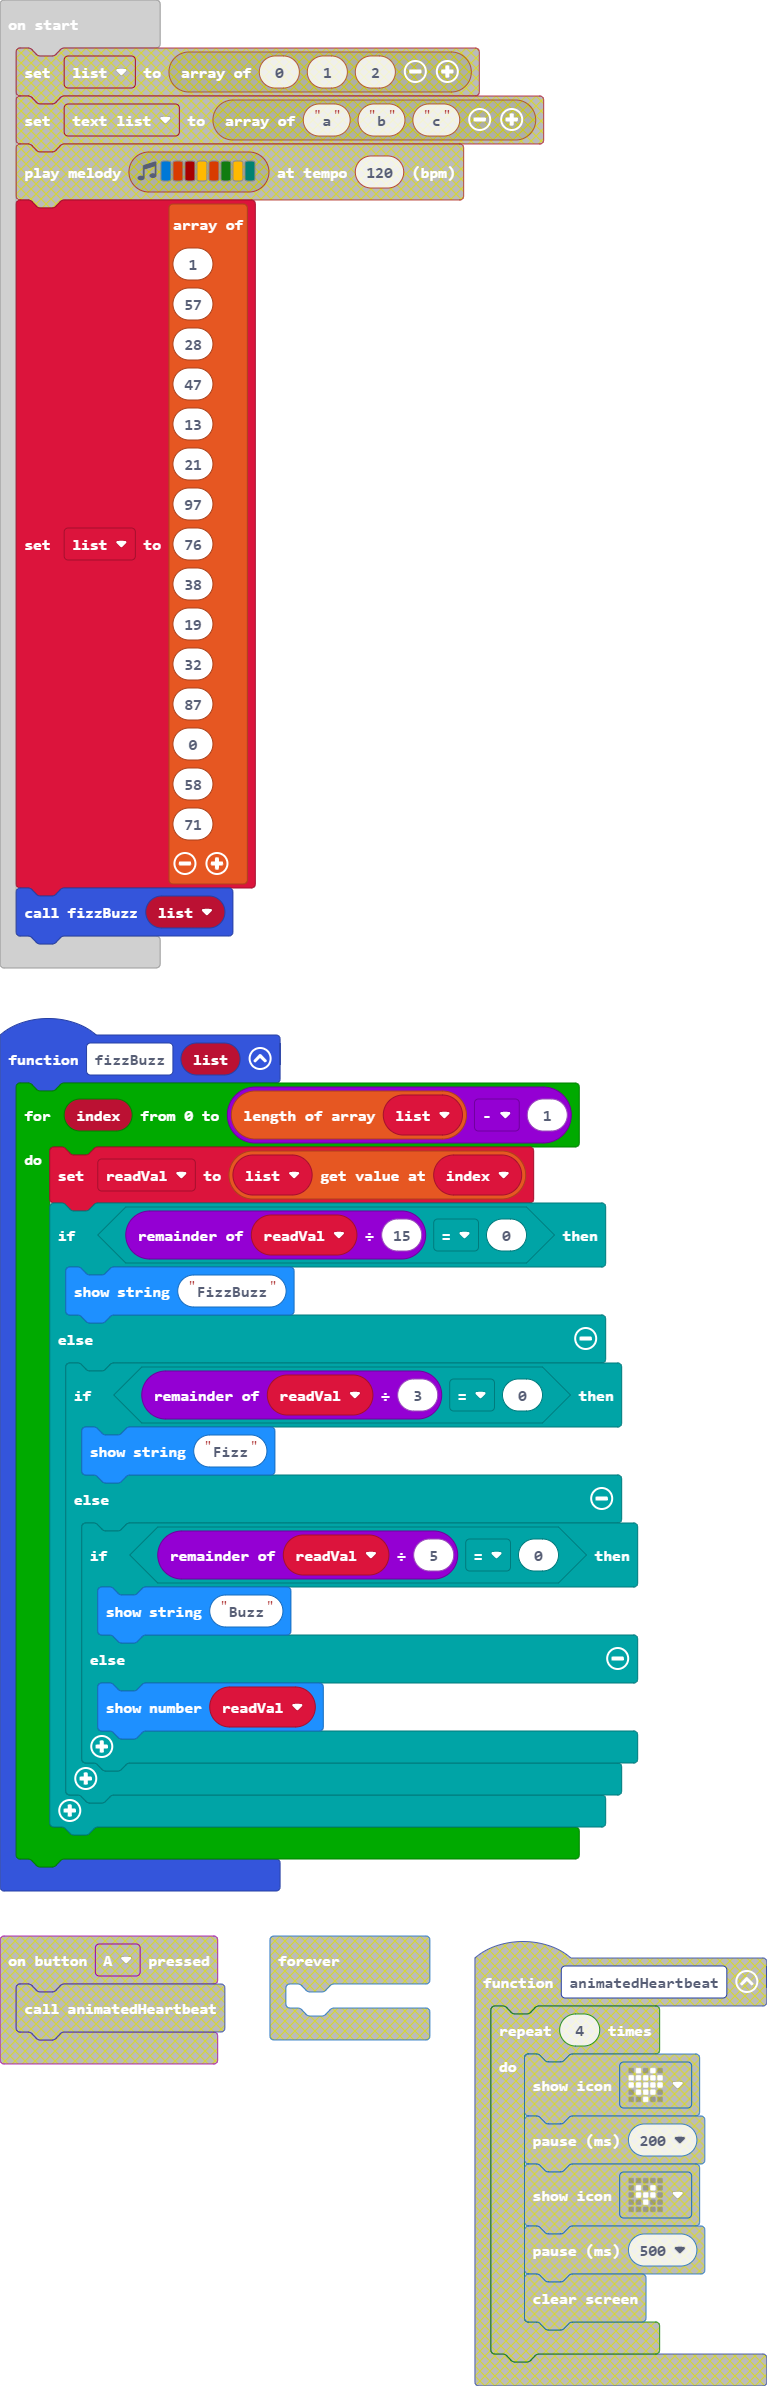 on start
set list to array of 0 1 2
set text list to array of "a" "b" "c"
play melody at tempo 120 (bpm)
array of
1
57
28
47
13
21
97
set list to 76
38
19
32
87
0
58
71
call fizzBuzz list
function fizzBuzz list
for index from 0 to length of array list - 1
do
set readVal to list get value at index
if remainder of readVal ÷ 15 = 0 then
show string "FizzBuzz"
else
if remainder of readVal ÷ 3 = 0 then
show string "Fizz"
else
if remainder of readVal ÷ 5 = 0 then
show string "Buzz"
else
show number readVal
on button A pressed
call animatedHeartbeat
forever
function animatedHeartbeat
repeat 4 times
do
show icon
pause (ms) 200
show icon
pause (ms) 500
clear screen